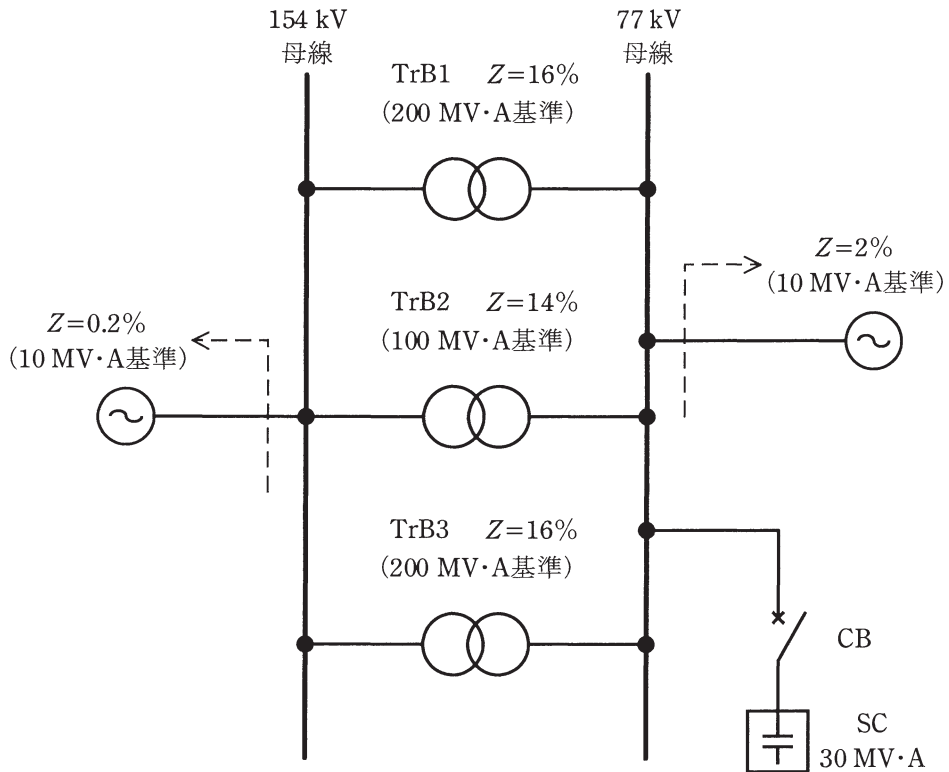 154 kV
母線
77 kV
母線
TrB1 Z=16%
(200 MV·A基準)
Z=2%
(10 MV·A基準)
TrB2 Z=14%
(100 MV·A基準)
Z=0.2%
(10 MV·A基準)
TrB3 Z=16%
(200 MV·A基準)
CB
SC
30 MV·A